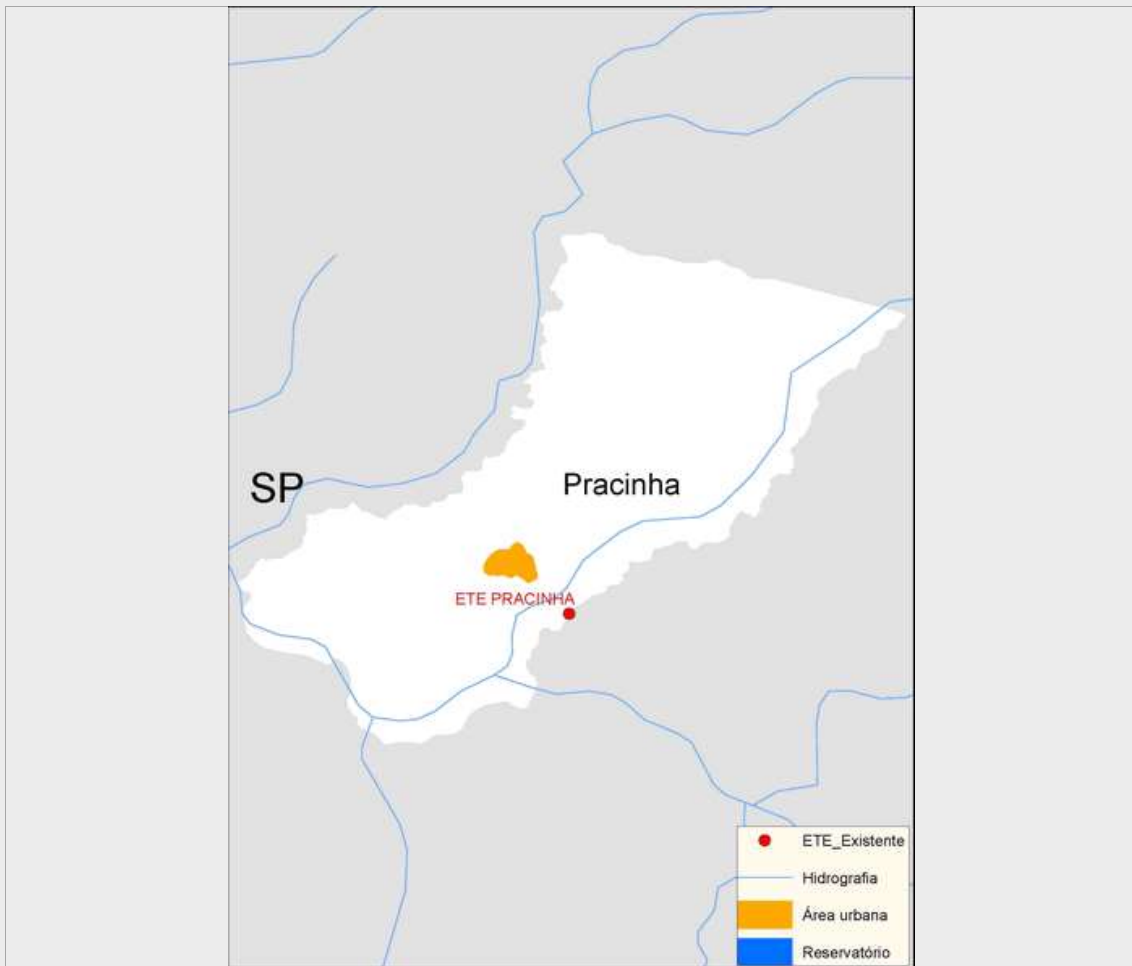 SP
Pracinha
ETE PRACINHA
ETE_Existente
Hidrografia
Área urbana
Reservatório